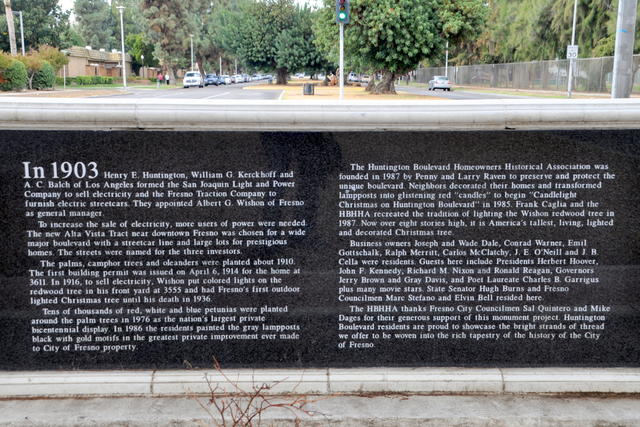 In 1903 Henry E. Huntington, William G. Kerckhoff and
A. C. Balch of Los Angeles formed the San Joaquin Light and Power
Company to sell electricity and the Fresno Traction Company to
furnish electric streetcars. They appointed Albert G. Wishon of Fresno
as general manager.
To increase the sale of electricity, more users of power were needed.
The new Alta Vista Tract near downtown Fresno was chosen for a wide
major boulevard with a streetcar line and large lots for prestigious
homes. The streets were named for the three investors.
The palms, camphor trees and oleanders were planted about 1910.
The first building permit was issued on April 6, 1914 for the home at
3611. In 1916, to sell electricity, Wishon put colored lights on the
redwood tree in his front yard at 3555 and had Fresno's first outdoor
lighted Christmas tree until his death in 1936.
Tens of thousands of red, white and blue petunias were planted
around the palm trees in 1976 as the nation's largest private
bicentennial display. In 1986 the residents painted the gray lampposts
black with gold motifs in the greatest private improvement ever made
to City of Fresno property.
The Huntington Boulevard Homeowners Historical Association was
founded in 1987 by Penny and Larry Raven to preserve and protect the
unique boulevard. Neighbors decorated their homes and transformed
lampposts into glistening red "candles" to begin "Candlelight
Christmas on Huntington Boulevard" in 1985. Frank Caglia and the
HBHHA recreated the tradition of lighting the Wishon redwood tree in
1987. Now over eight stories high, it is America's tallest, living, lighted
and decorated Christmas tree.
Business owners Joseph and Wade Dale, Conrad Warner, Emil
Gottschalk, Ralph Merritt, Carlos McClatchy, J. E. O'Neill and J. B.
Cella were residents. Guests here include Presidents Herbert Hoover,
John F. Kennedy, Richard M. Nixon and Ronald Reagan, Governors
Jerry Brown and Gray Davis, and Poet Laureate Charles B. Garrigus
plus many movie stars. State Senator Hugh Burns and Fresno
Councilmen Marc Stefano and Elvin Bell resided here.
The HBHHA thanks Fresno City Councilmen Sal Quintero and Mike
Dages for their generous support of this monument project. Huntington
Boulevard residents are proud to showcase the bright strands of thread
we offer to be woven into the rich tapestry of the history of the City
of Fresno.